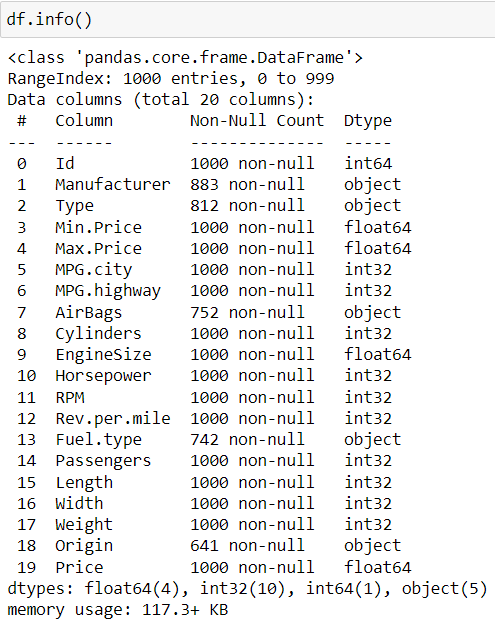 df.info()
<class 'pandas.core.frame.DataFrame'>
RangeIndex: 1000 entries, 0 to 999
Data columns (total 20 columns):
 #   Column        Non-Null Count  Dtype
---  ------        --------------  -----
 0   Id            1000 non-null   int64
 1   Manufacturer  883 non-null    object
 2   Type          812 non-null    object
 3   Min.Price     1000 non-null   float64
 4   Max.Price     1000 non-null   float64
 5   MPG.city      1000 non-null   int32
 6   MPG.highway   1000 non-null   int32
 7   AirBags       752 non-null    object
 8   Cylinders     1000 non-null   int32
 9   EngineSize    1000 non-null   float64
 10  Horsepower    1000 non-null   int32
 11  RPM           1000 non-null   int32
 12  Rev.per.mile  1000 non-null   int32
 13  Fuel.type     742 non-null    object
 14  Passengers    1000 non-null   int32
 15  Length        1000 non-null   int32
 16  Width         1000 non-null   int32
 17  Weight        1000 non-null   int32
 18  Origin        641 non-null    object
 19  Price         1000 non-null   float64
dtypes: float64(4), int32(10), int64(1), object(5)
memory usage: 117.3+ KB